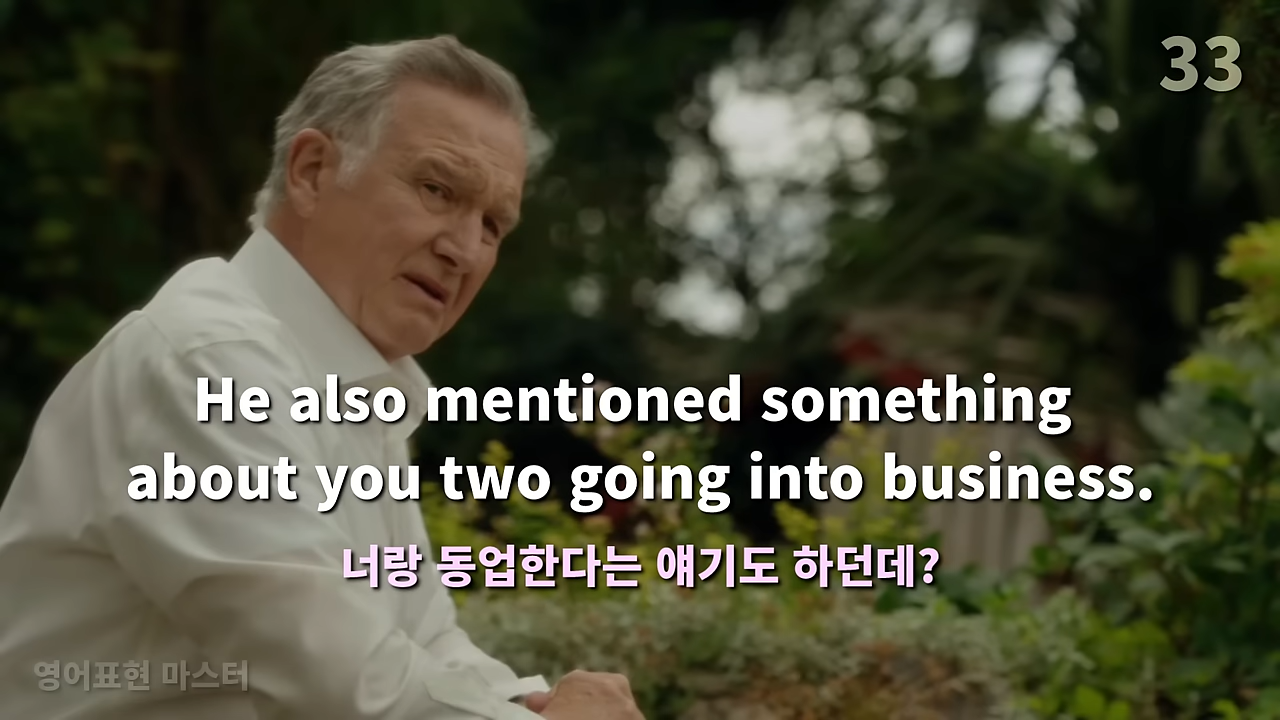 33
He also mentioned something
about you two going into business.
너랑 동업한다는 얘기도 하던데?
영어표현 마스터